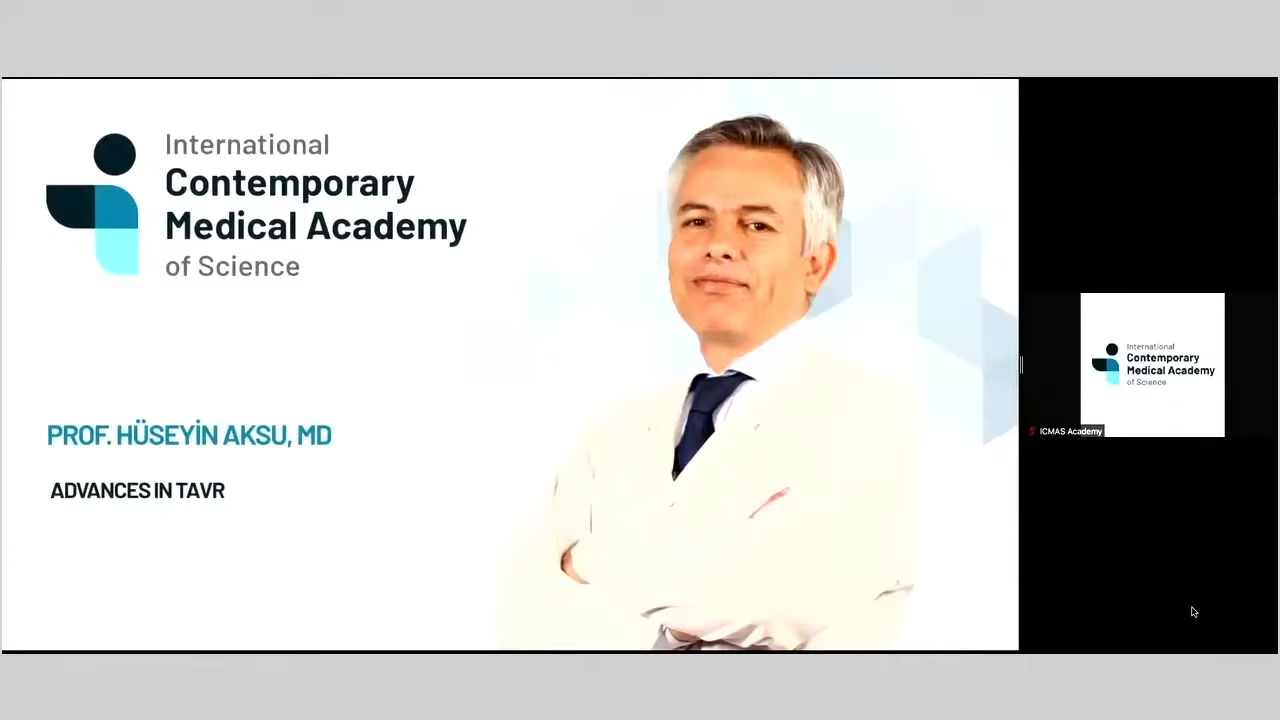 International
Contemporary
Medical Academy
of Science
PROF. HÜSEYİN AKSU, MD
ADVANCES IN TAVR
International
Contemporary
Medical Academy
of Science
ICMAS Academy